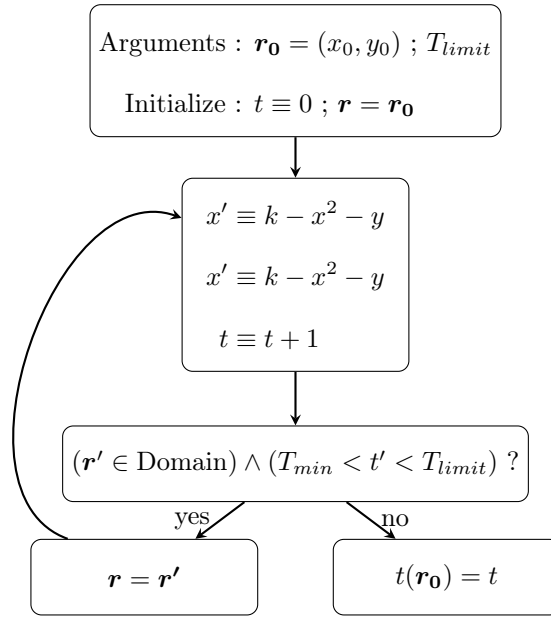 Arguments : r₀ = (x₀, y₀) ; T_limit
Initialize : t ≡ 0 ; r = r₀
x′ ≡ k − x² − y
x′ ≡ k − x² − y
t ≡ t + 1
(r′ ∈ Domain) ∧ (T_min < t′ < T_limit) ?
yes
no
r = r′
t(r₀) = t